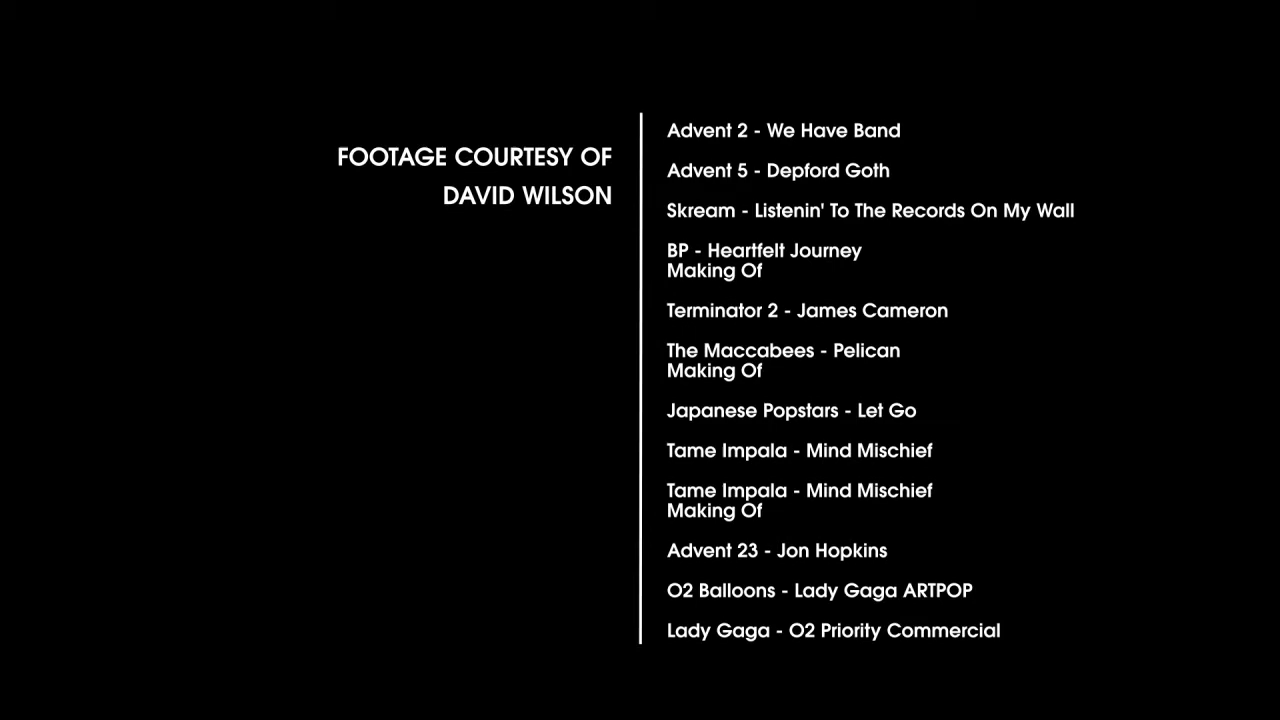 FOOTAGE COURTESY OF
DAVID WILSON
Advent 2 - We Have Band
Advent 5 - Depford Goth
Skream - Listenin' To The Records On My Wall
BP - Heartfelt Journey
Making Of
Terminator 2 - James Cameron
The Maccabees - Pelican
Making Of
Japanese Popstars - Let Go
Tame Impala - Mind Mischief
Tame Impala - Mind Mischief
Making Of
Advent 23 - Jon Hopkins
O2 Balloons - Lady Gaga ARTPOP
Lady Gaga - O2 Priority Commercial